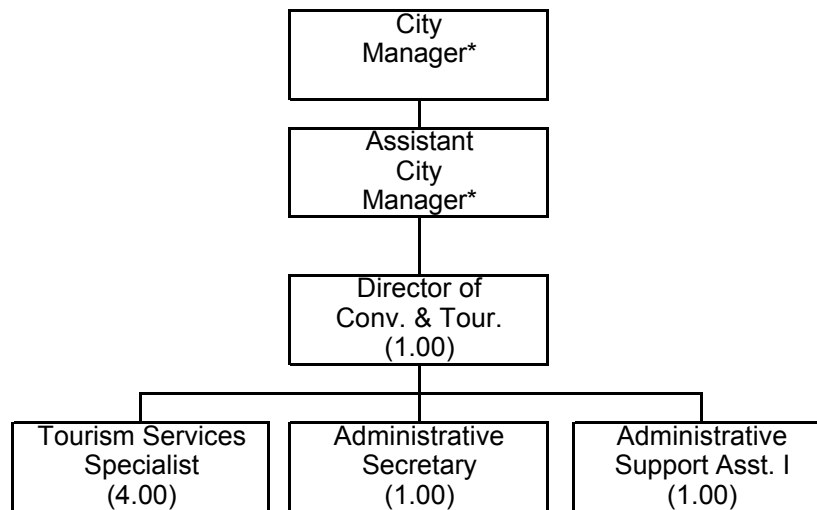 City
Manager*
Assistant
City
Manager*
Director of
Conv. & Tour.
(1.00)
Tourism Services
Specialist
(4.00)
Administrative
Secretary
(1.00)
Administrative
Support Asst. I
(1.00)